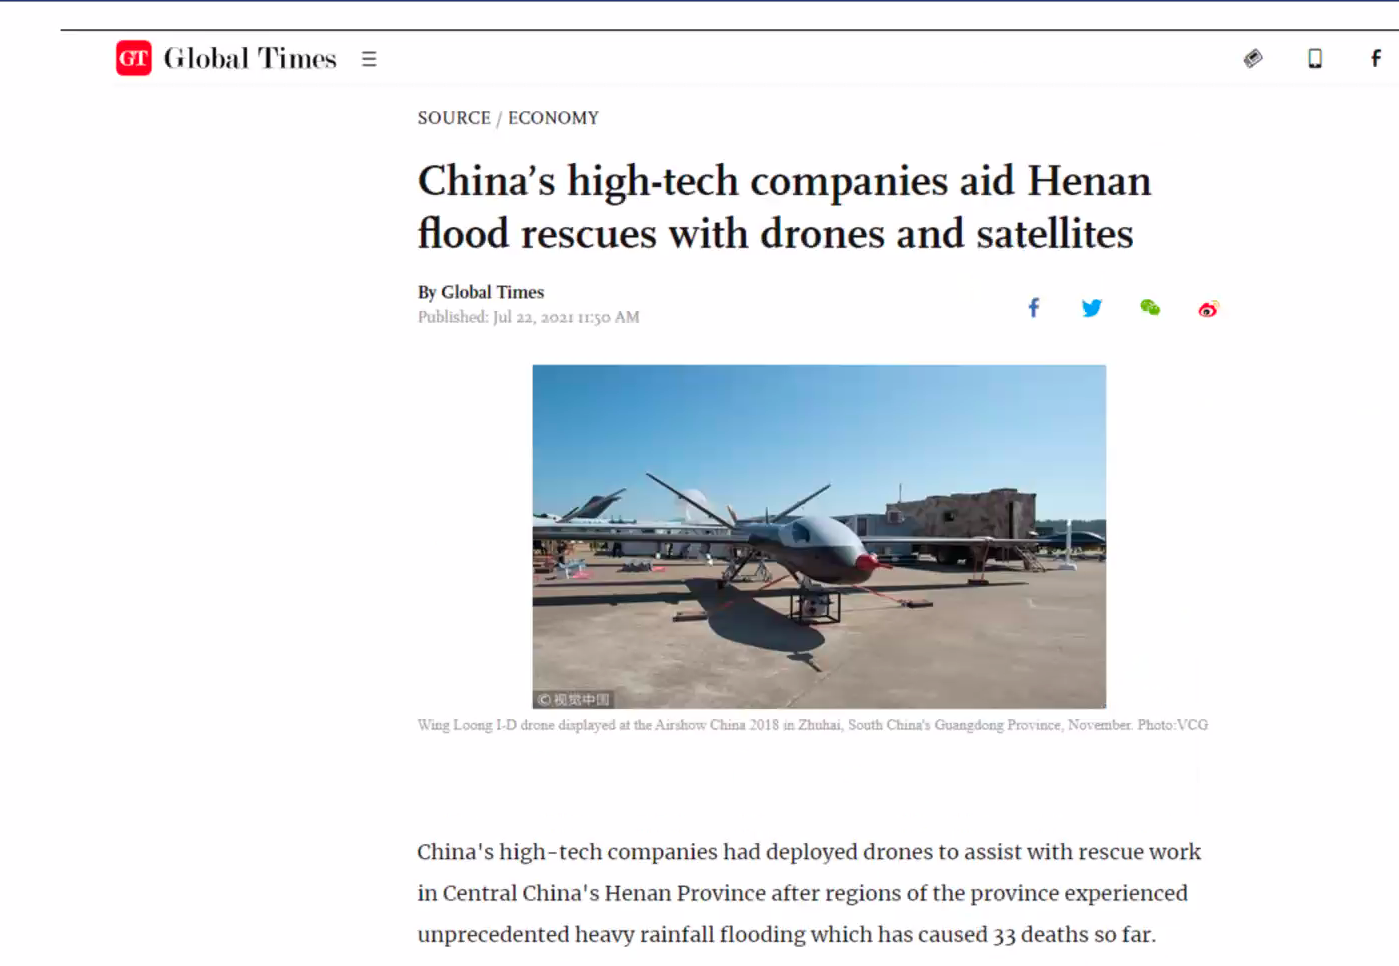 GT Global Times
SOURCE / ECONOMY
China’s high-tech companies aid Henan
flood rescues with drones and satellites
By Global Times
Published: Jul 22, 2021 11:50 AM
© 视觉中国
Wing Loong I-D drone displayed at the Airshow China 2018 in Zhuhai, South China's Guangdong Province, November. Photo:VCG
China's high-tech companies had deployed drones to assist with rescue work
in Central China's Henan Province after regions of the province experienced
unprecedented heavy rainfall flooding which has caused 33 deaths so far.